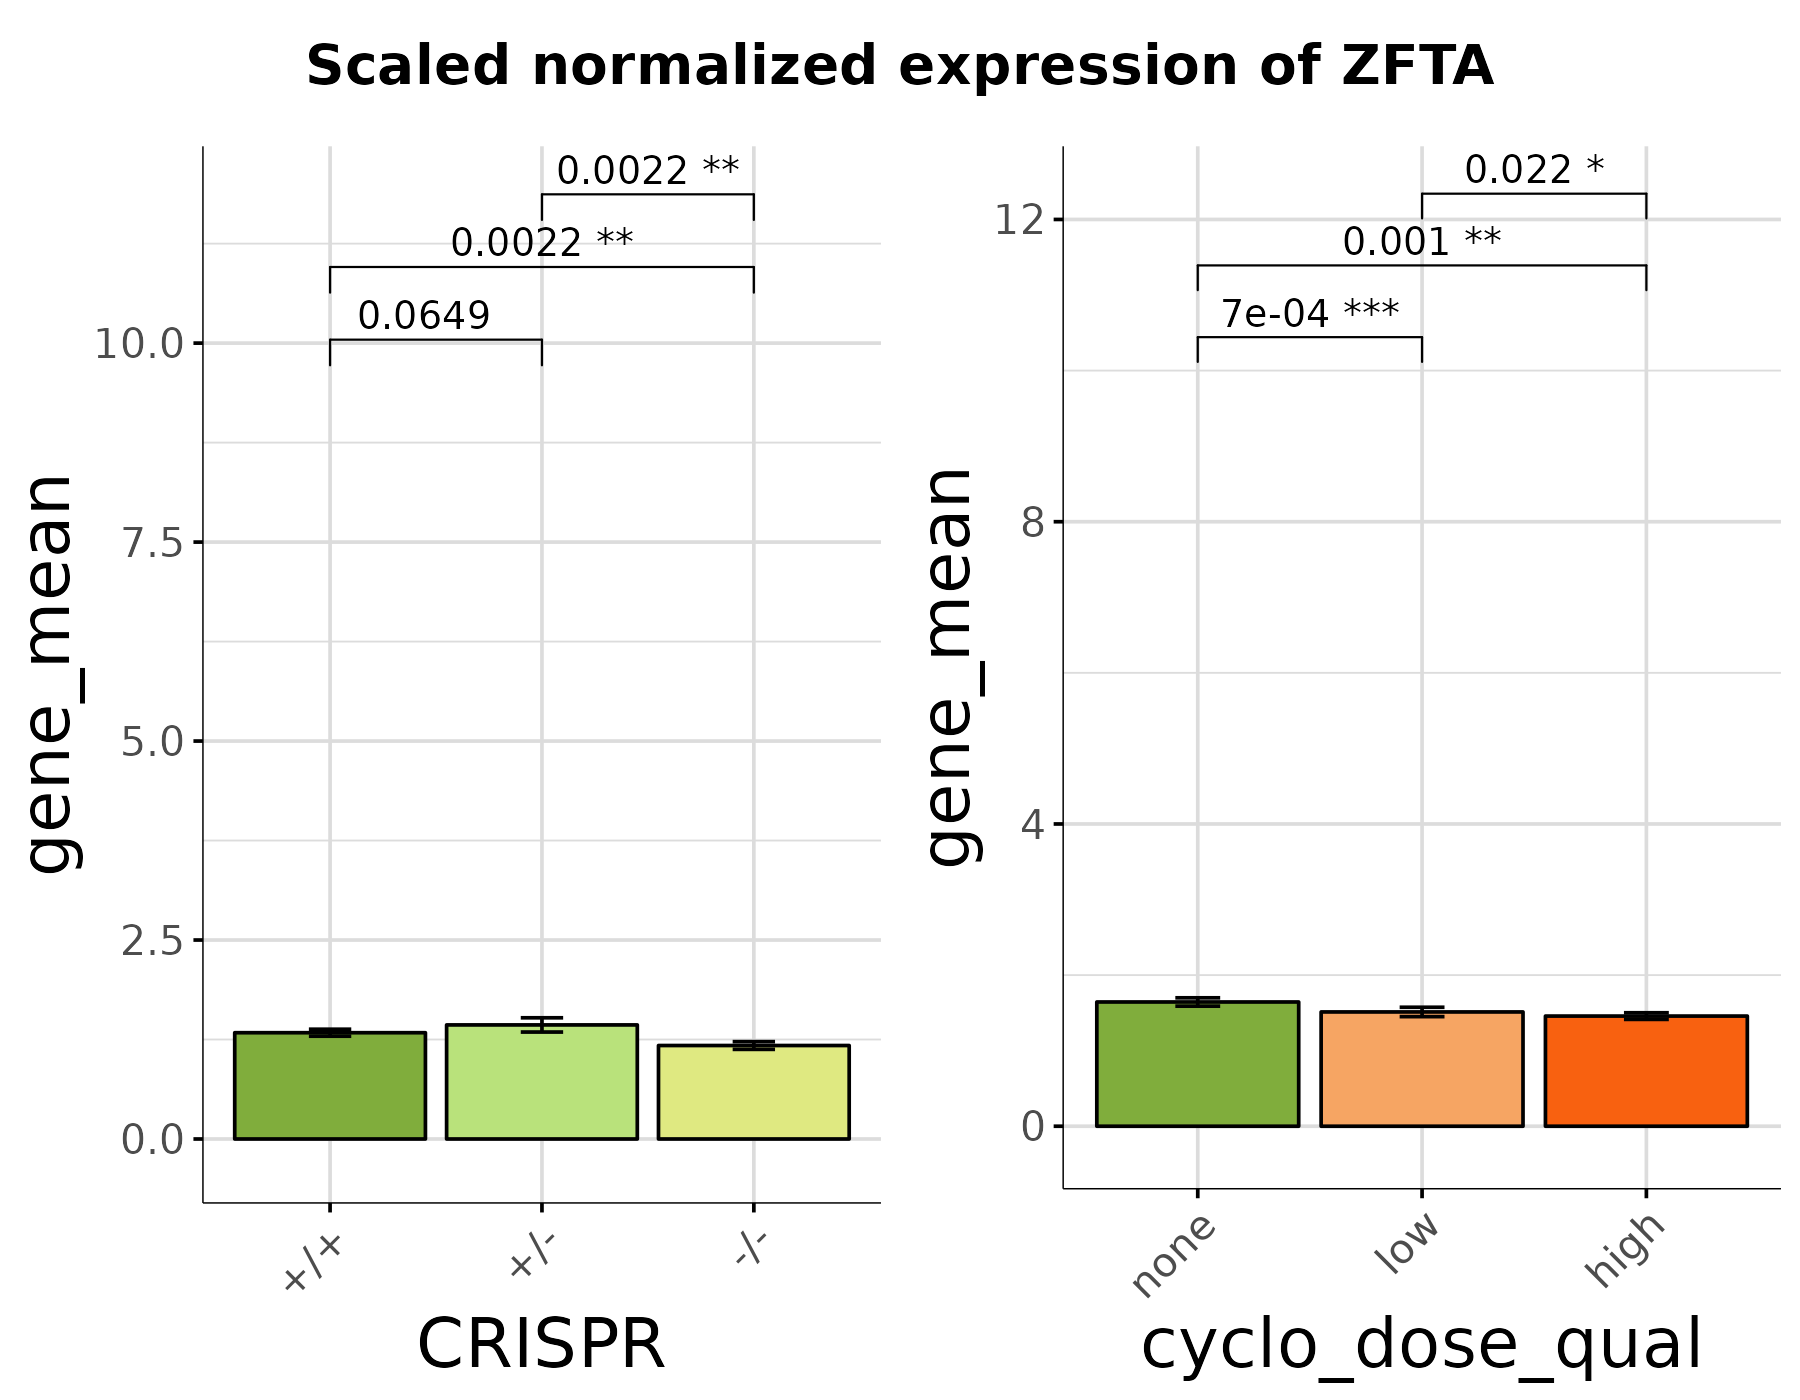 Scaled normalized expression of ZFTA
gene_mean
10.0
7.5
5.0
2.5
0.0
0.0022 **
0.0022 **
0.0649
+/+
+/-
-/-
CRISPR
gene_mean
12
8
4
0
0.022 *
0.001 **
7e-04 ***
none
low
high
cyclo_dose_qual